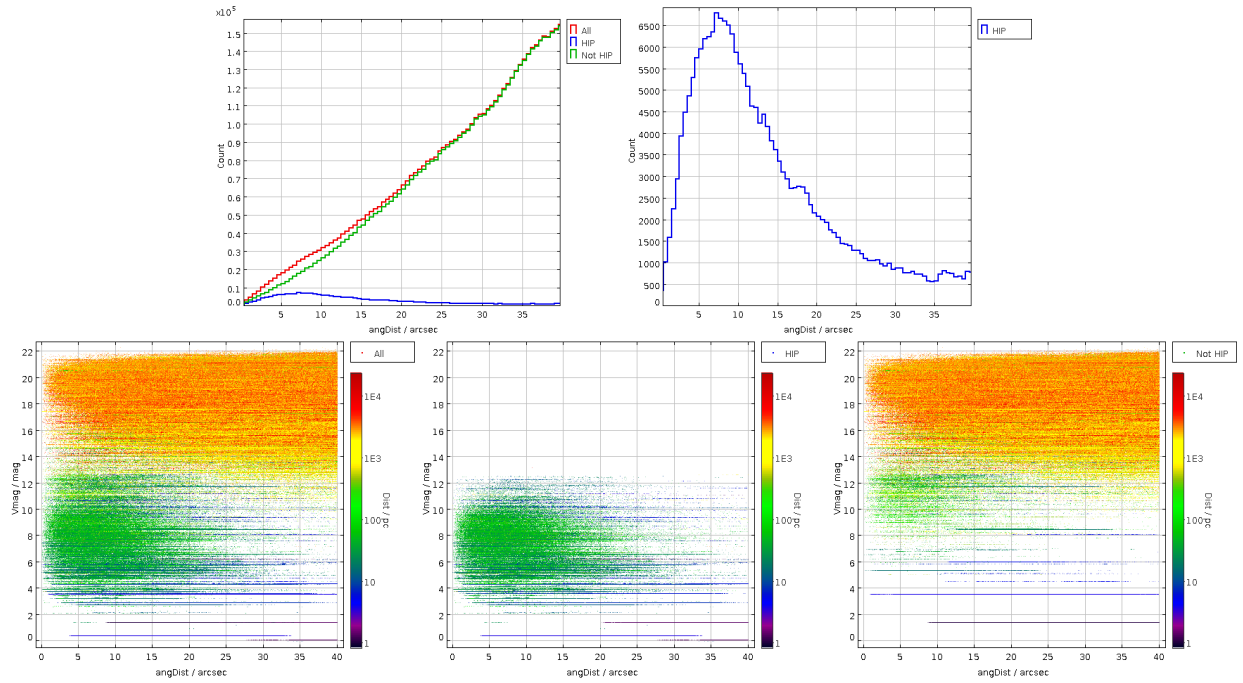 x10⁵
1.5
1.4
1.3
1.2
1.1
1.0
0.9
0.8
0.7
0.6
0.5
0.4
0.3
0.2
0.1
0.0
Count
5 10 15 20 25 30 35
angDist / arcsec
All
HIP
Not HIP
6500
6000
5500
5000
4500
4000
3500
3000
2500
2000
1500
1000
500
0
Count
5 10 15 20 25 30 35
angDist / arcsec
HIP
22
20
18
16
14
12
10
8
6
4
2
0
Vmag / mag
0 5 10 15 20 25 30 35 40
angDist / arcsec
All
1E4
1E3
100
10
1
Dist / pc
22
20
18
16
14
12
10
8
6
4
2
0
Vmag / mag
0 5 10 15 20 25 30 35 40
angDist / arcsec
HIP
1E4
1E3
100
10
1
Dist / pc
22
20
18
16
14
12
10
8
6
4
2
0
Vmag / mag
0 5 10 15 20 25 30 35 40
angDist / arcsec
Not HIP
1E4
1E3
100
10
1
Dist / pc